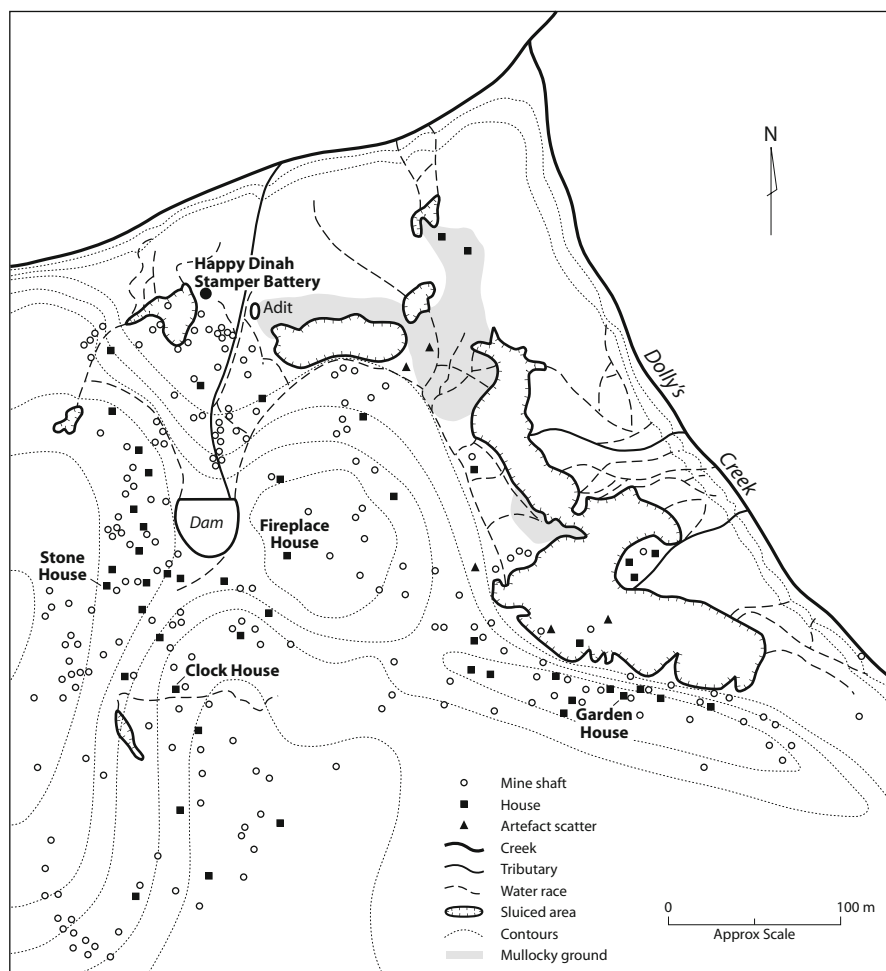 N
Happy Dinah
Stamper Battery
Adit
Dolly's
Creek
Dam
Fireplace
House
Stone
House
Clock House
Garden
House
Mine shaft
House
Artefact scatter
Creek
Tributary
Water race
Sluiced area
Contours
Mullocky ground
0 100 m
Approx Scale